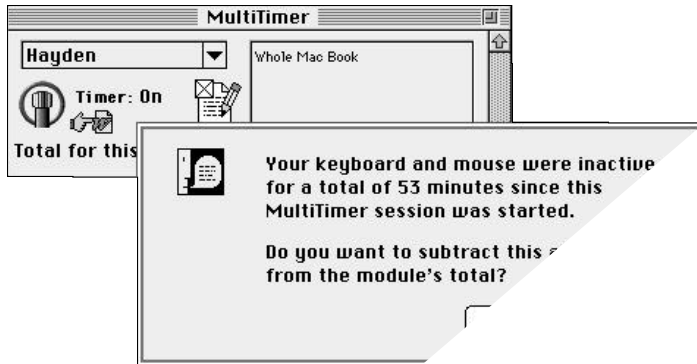 MultiTimer
Hayden
Whole Mac Book
Timer: On
Total for this
Your keyboard and mouse were inactive
for a total of 53 minutes since this
MultiTimer session was started.
Do you want to subtract this
from the module's total?